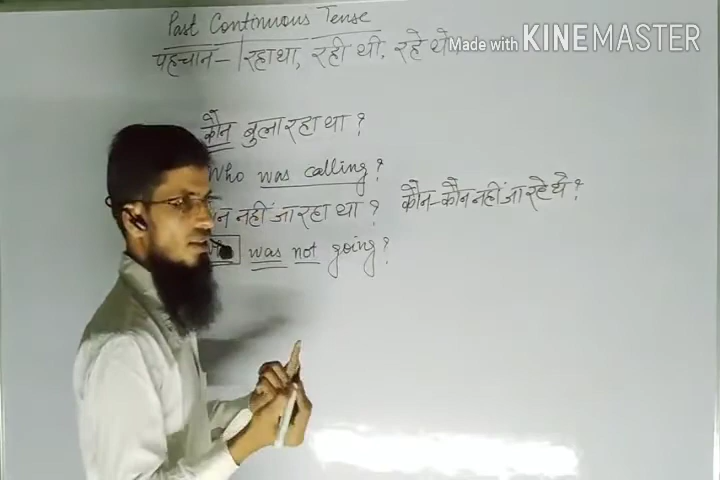 Past Continuous Tense
Made with KINEMASTER
पहचान - रहा था, रही थी, रहे थे
कौन बुला रहा था ?
Who was calling ?
नहीं जा रहा था ?
कौन-कौन नहीं जा रहे थे ?
was not going ?